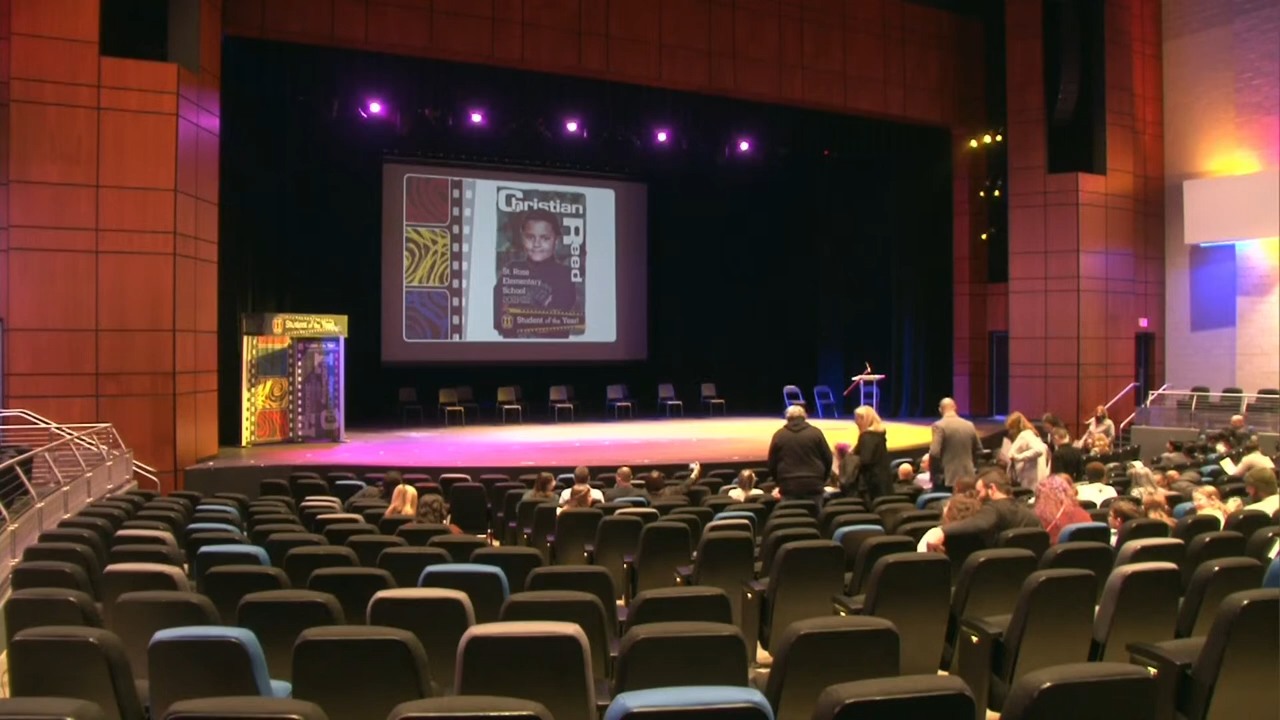 Christian
Reed
St. Rose
Elementary
School
Student of the Year!
Student of the Year!